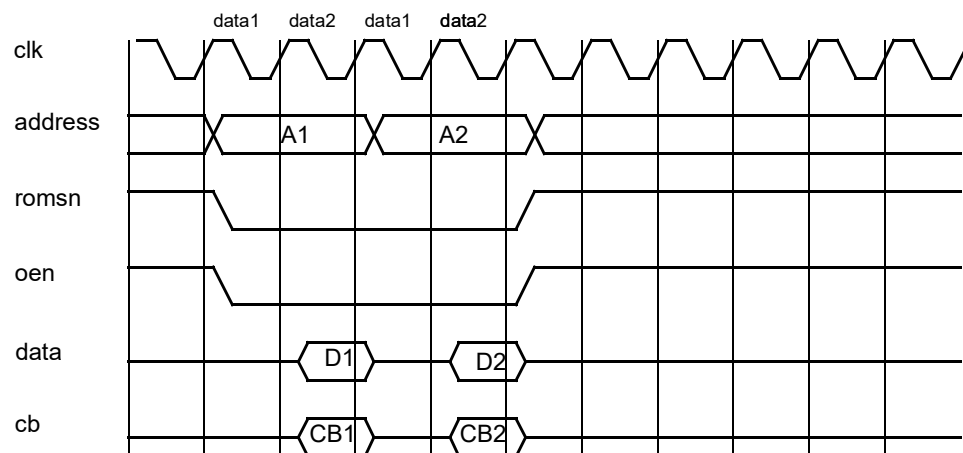 data1 data2 data1 data2
clk
address A1 A2
romsn
oen
data D1 D2
cb CB1 CB2